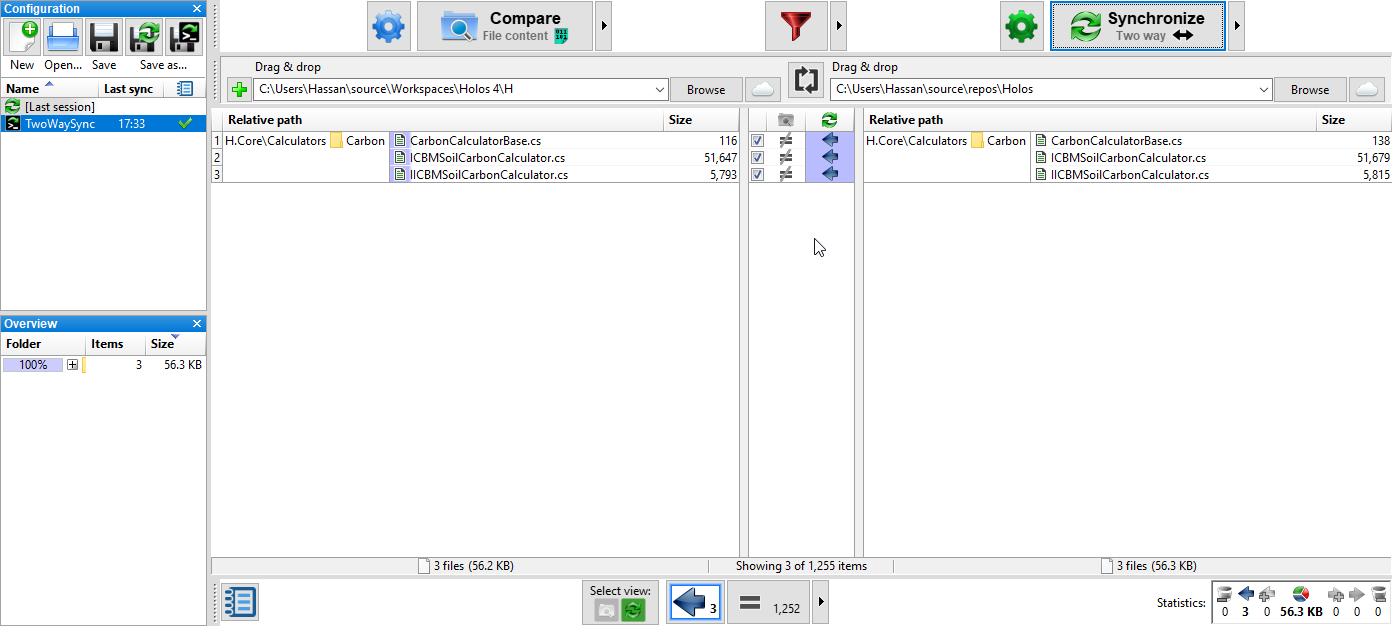 Configuration
New Open... Save Save as...
Name Last sync
[Last session]
TwoWaySync 17:33
Overview
Folder Items Size
100% 3 56.3 KB
Compare
File content
Synchronize
Two way
Drag & drop
C:\Users\Hassan\source\Workspaces\Holos 4\H Browse
Drag & drop
C:\Users\Hassan\source\repos\Holos Browse
Relative path Size
1 H.Core\Calculators Carbon CarbonCalculatorBase.cs 116
2 ICBMSoilCarbonCalculator.cs 51,647
3 IICBMSoilCarbonCalculator.cs 5,793
Relative path Size
H.Core\Calculators Carbon CarbonCalculatorBase.cs 138
ICBMSoilCarbonCalculator.cs 51,679
IICBMSoilCarbonCalculator.cs 5,815
3 files (56.2 KB) Showing 3 of 1,255 items 3 files (56.3 KB)
Select view:
3
1,252
Statistics:
0 3 0 56.3 KB 0 0 0